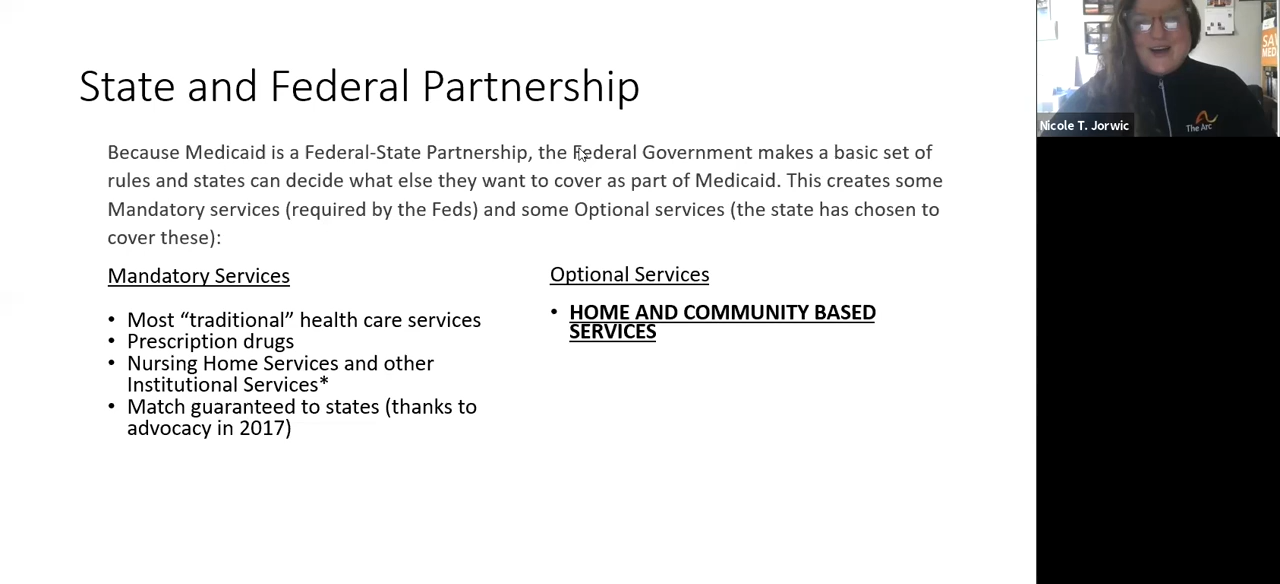 State and Federal Partnership
Because Medicaid is a Federal-State Partnership, the Federal Government makes a basic set of
rules and states can decide what else they want to cover as part of Medicaid. This creates some
Mandatory services (required by the Feds) and some Optional services (the state has chosen to
cover these):
Mandatory Services
• Most “traditional” health care services
• Prescription drugs
• Nursing Home Services and other
Institutional Services*
• Match guaranteed to states (thanks to
advocacy in 2017)
Optional Services
• HOME AND COMMUNITY BASED
SERVICES
SA
MED
The Arc
Nicole T. Jorwic